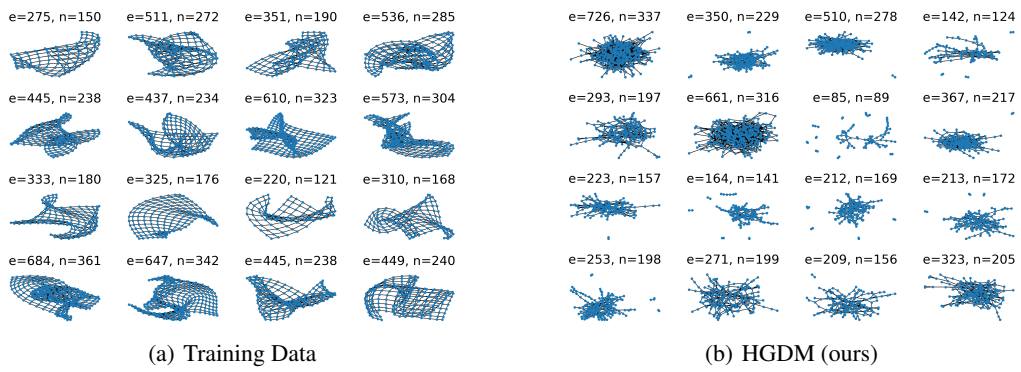 e=275, n=150 e=511, n=272 e=351, n=190 e=536, n=285
e=445, n=238 e=437, n=234 e=610, n=323 e=573, n=304
e=333, n=180 e=325, n=176 e=220, n=121 e=310, n=168
e=684, n=361 e=647, n=342 e=445, n=238 e=449, n=240
(a) Training Data
e=726, n=337 e=350, n=229 e=510, n=278 e=142, n=124
e=293, n=197 e=661, n=316 e=85, n=89 e=367, n=217
e=223, n=157 e=164, n=141 e=212, n=169 e=213, n=172
e=253, n=198 e=271, n=199 e=209, n=156 e=323, n=205
(b) HGDM (ours)